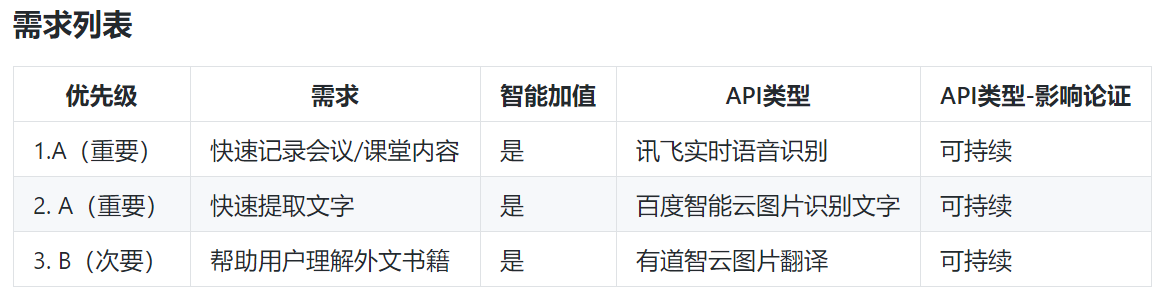 需求列表
优先级 需求 智能加值 API类型 API类型-影响论证
1.A（重要） 快速记录会议/课堂内容 是 讯飞实时语音识别 可持续
2. A（重要） 快速提取文字 是 百度智能云图片识别文字 可持续
3. B（次要） 帮助用户理解外文书籍 是 有道智云图片翻译 可持续